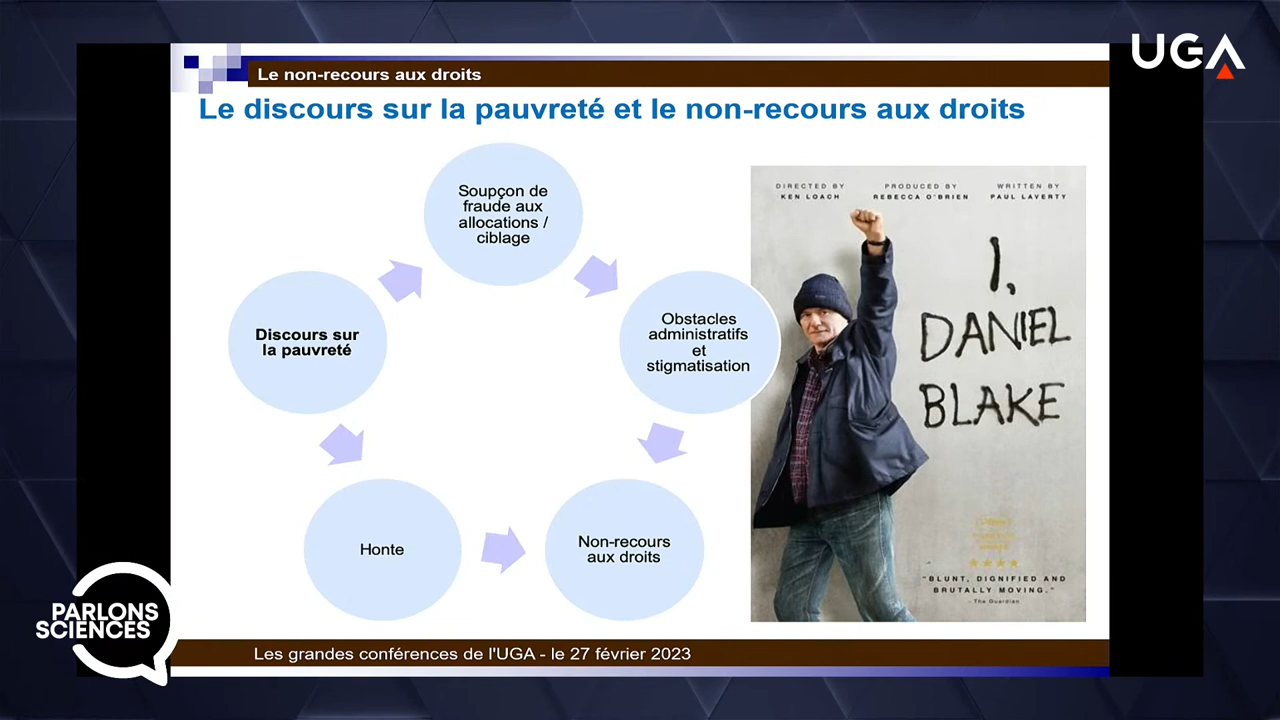 UGA
Le non-recours aux droits
Le discours sur la pauvreté et le non-recours aux droits
Soupçon de
fraude aux
allocations /
ciblage
Discours sur
la pauvreté
Obstacles
administratifs
et
stigmatisation
Honte
Non-recours
aux droits
DIRECTED BY
KEN LOACH
PRODUCED BY
REBECCA O'BRIEN
WRITTEN BY
PAUL LAVERTY
I,
DANIEL
BLAKE
"BLUNT, DIGNIFIED AND
BRUTALLY MOVING."
- The Guardian
PARLONS
SCIENCES
Les grandes conférences de l'UGA - le 27 février 2023